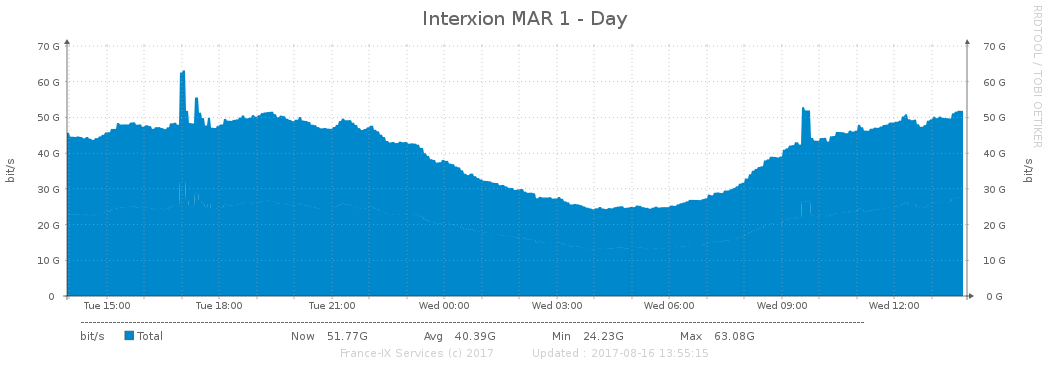 Interxion MAR 1 - Day
RRDTOOL / TOBI OETIKER
bit/s
70 G 70 G
60 G 60 G
50 G 50 G
40 G 40 G
30 G 30 G
20 G 20 G
10 G 10 G
0 0 G
bit/s
Tue 15:00 Tue 18:00 Tue 21:00 Wed 00:00 Wed 03:00 Wed 06:00 Wed 09:00 Wed 12:00
bit/s Total Now 51.77G Avg 40.39G Min 24.23G Max 63.08G
France-IX Services (c) 2017 Updated : 2017-08-16 13:55:15